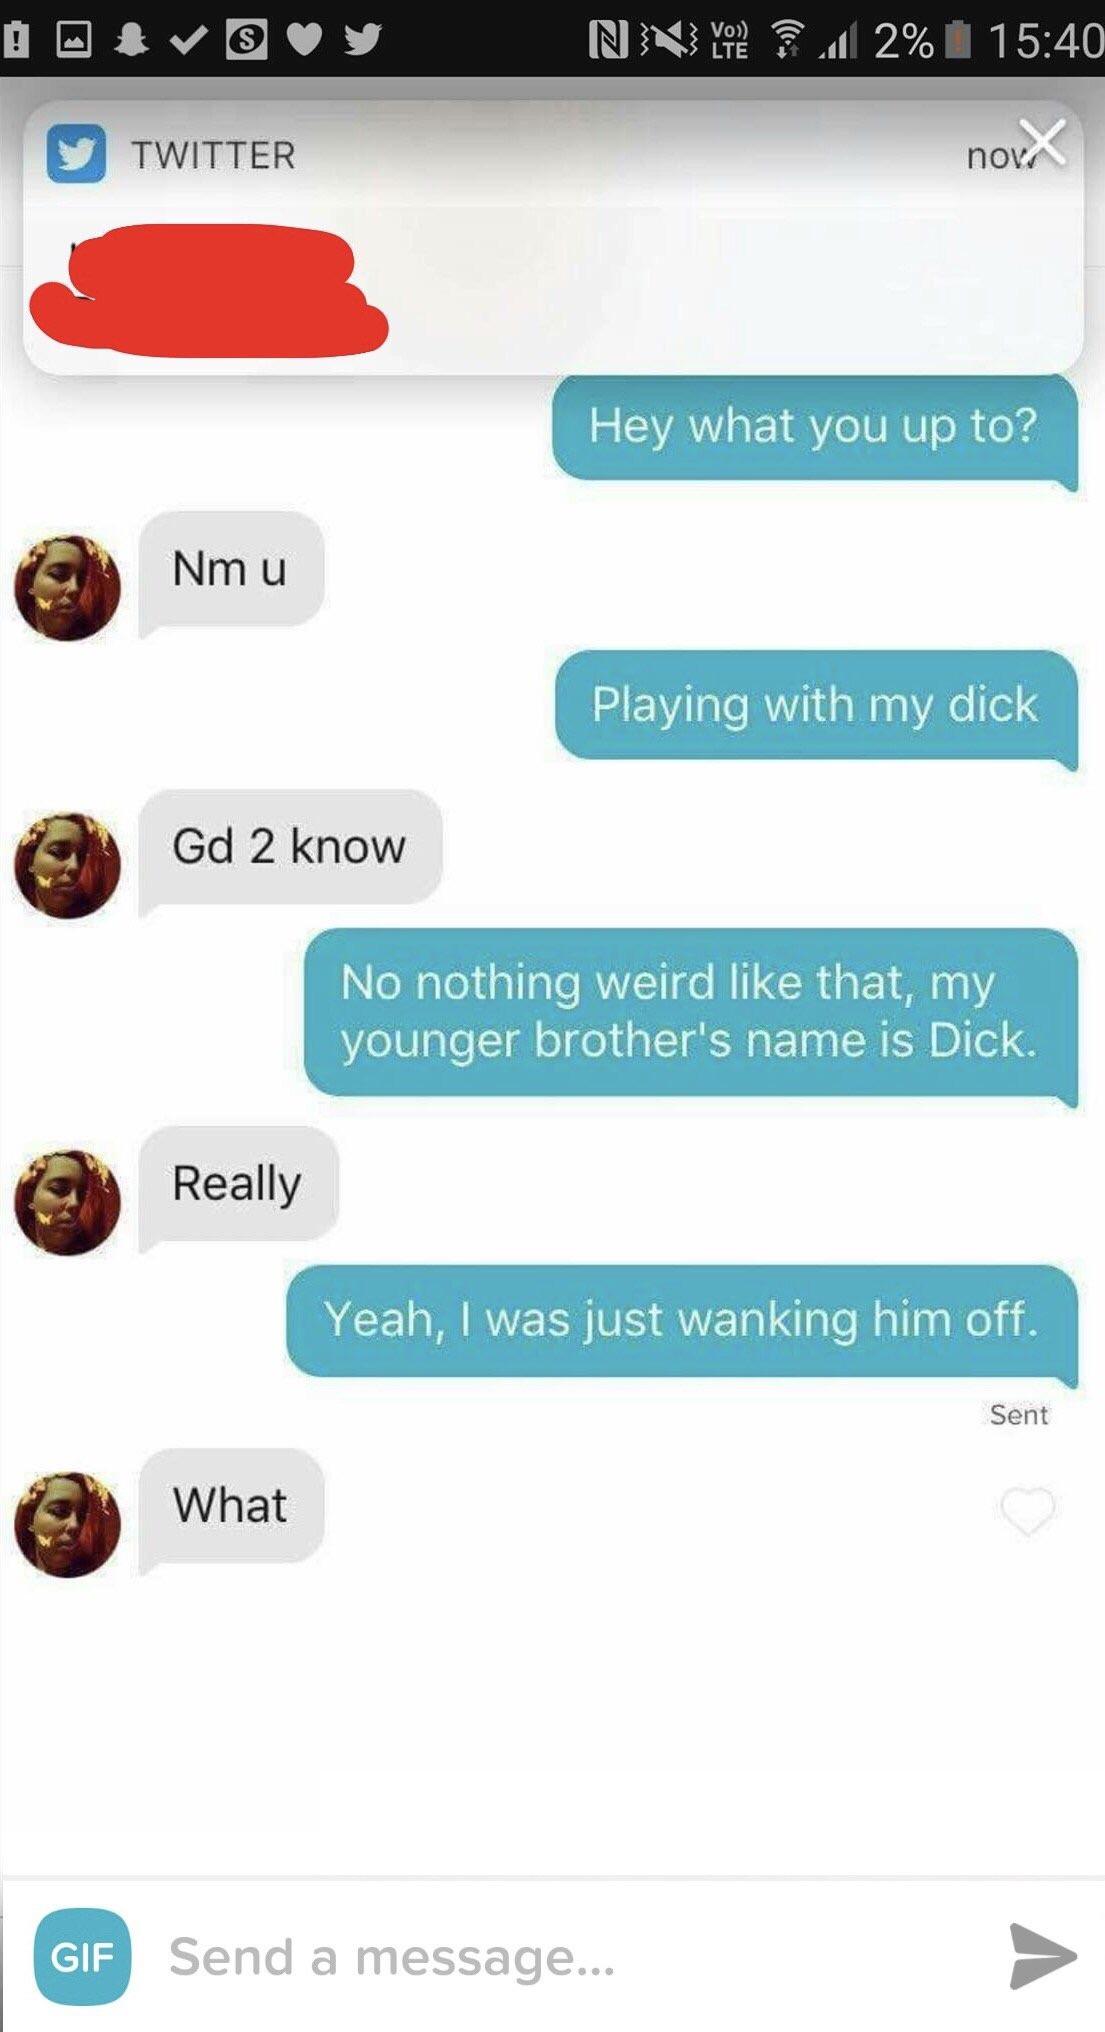 Vo))
LTE
2%
15:40
TWITTER
now
Hey what you up to?
Nm u
Playing with my dick
Gd 2 know
No nothing weird like that, my
younger brother's name is Dick.
Really
Yeah, I was just wanking him off.
Sent
What
GIF
Send a message...